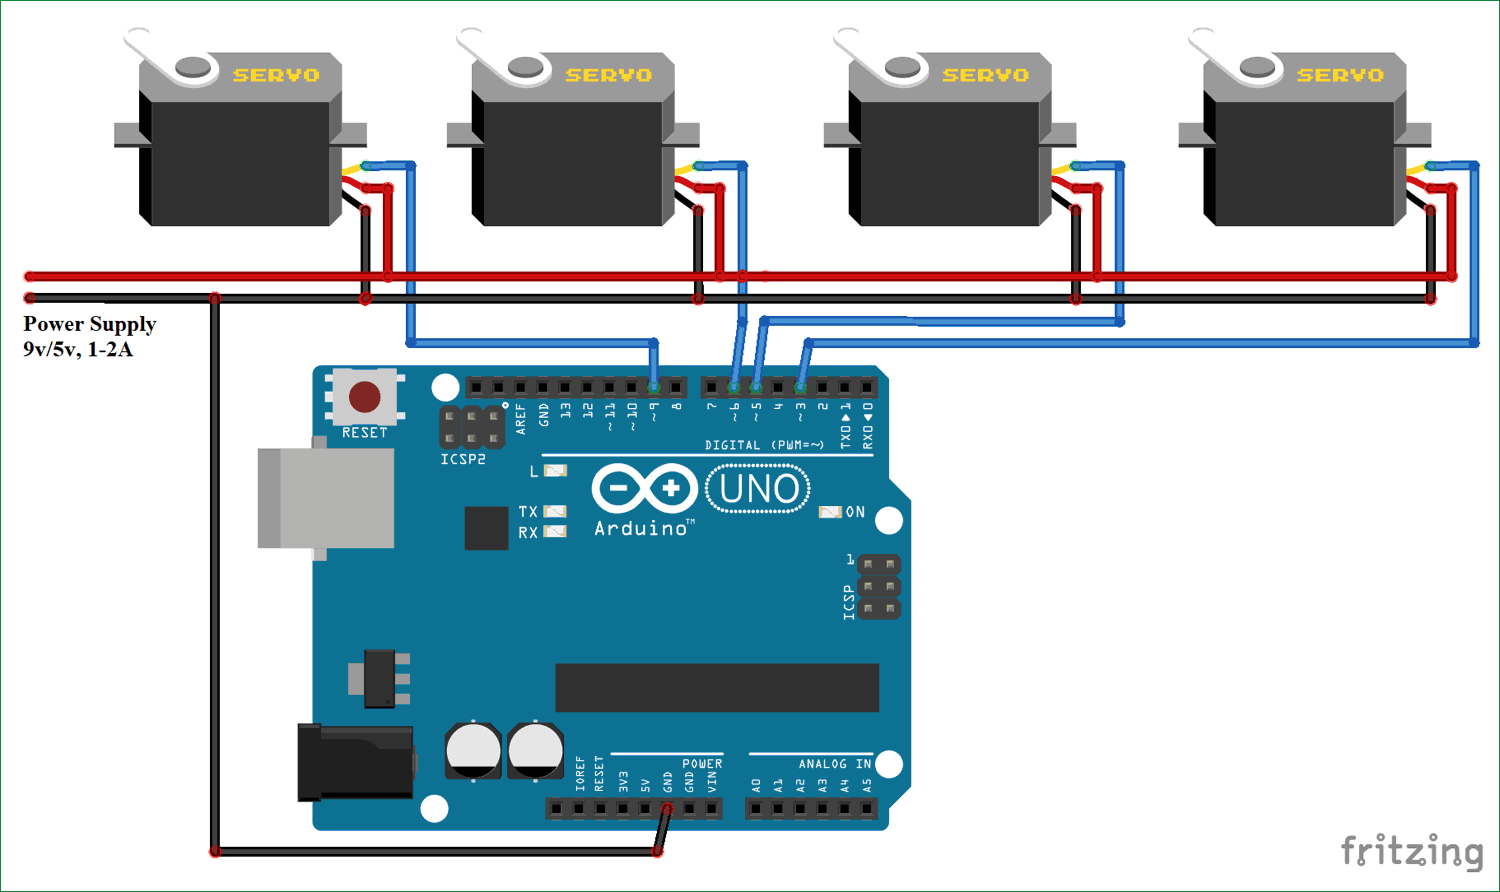 SERVO
SERVO
SERVO
SERVO
Power Supply
9v/5v, 1-2A
RESET
ICSP2
AREF
GND
13
12
~11
~10
~9
8
7
~6
~5
4
~3
2
TX0▶1
RX0◀0
DIGITAL (PWM=~)
L
TX
RX
Arduino™
UNO
ON
1
ICSP
IOREF
RESET
3V3
5V
GND
GND
VIN
POWER
ANALOG IN
A0
A1
A2
A3
A4
A5
fritzing